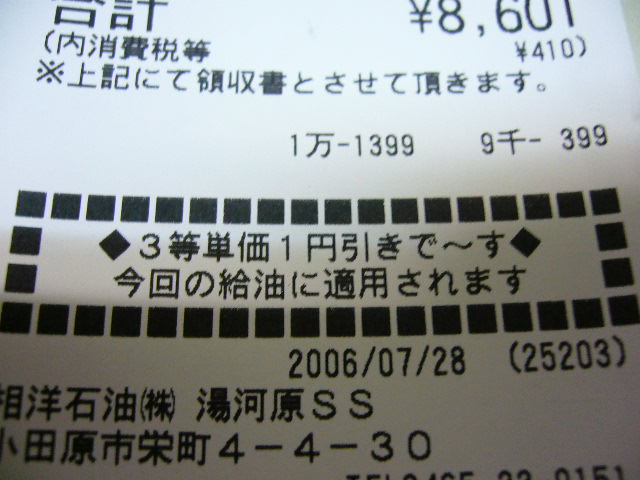 合計 ¥8,601
(内消費税等 ¥410)
※上記にて領収書とさせて頂きます。
1万-1399 9千- 399
◆3等単価1円引きで～す◆
今回の給油に適用されます
2006/07/28 (25203)
相洋石油㈱ 湯河原SS
小田原市栄町4-4-30
TEL0465-22-0151